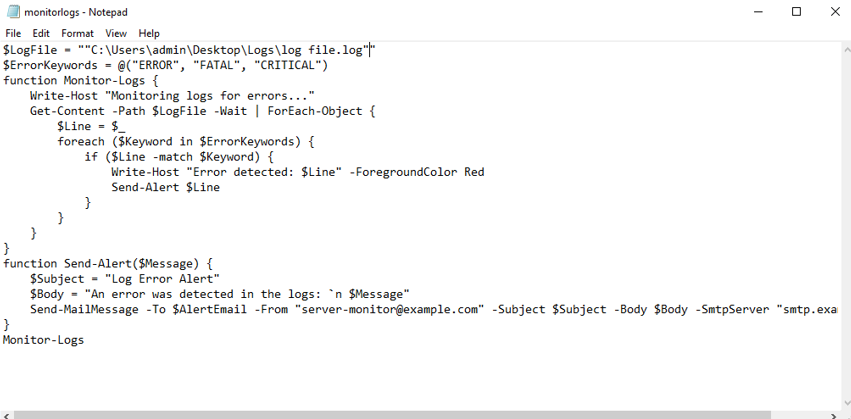 monitorlogs - Notepad
File Edit Format View Help
$LogFile = ""C:\Users\admin\Desktop\Logs\log file.log""
$ErrorKeywords = @("ERROR", "FATAL", "CRITICAL")
function Monitor-Logs {
    Write-Host "Monitoring logs for errors..."
    Get-Content -Path $LogFile -Wait | ForEach-Object {
        $Line = $_
        foreach ($Keyword in $ErrorKeywords) {
            if ($Line -match $Keyword) {
                Write-Host "Error detected: $Line" -ForegroundColor Red
                Send-Alert $Line
            }
        }
    }
}
function Send-Alert($Message) {
    $Subject = "Log Error Alert"
    $Body = "An error was detected in the logs: `n $Message"
    Send-MailMessage -To $AlertEmail -From "server-monitor@example.com" -Subject $Subject -Body $Body -SmtpServer "smtp.exa
}
Monitor-Logs